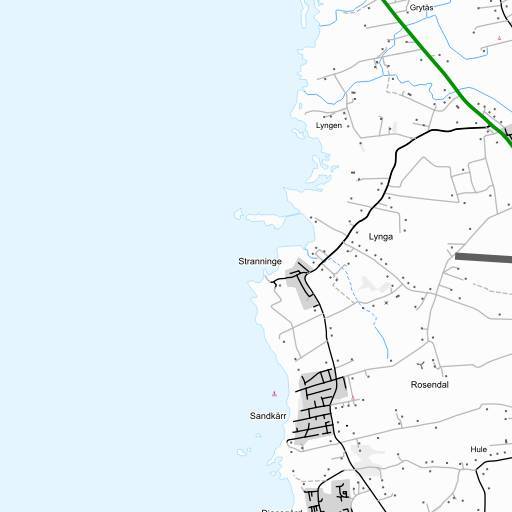 Grytås
Lyngen
Lynga
Stranninge
Rosendal
Sandkärr
Hule